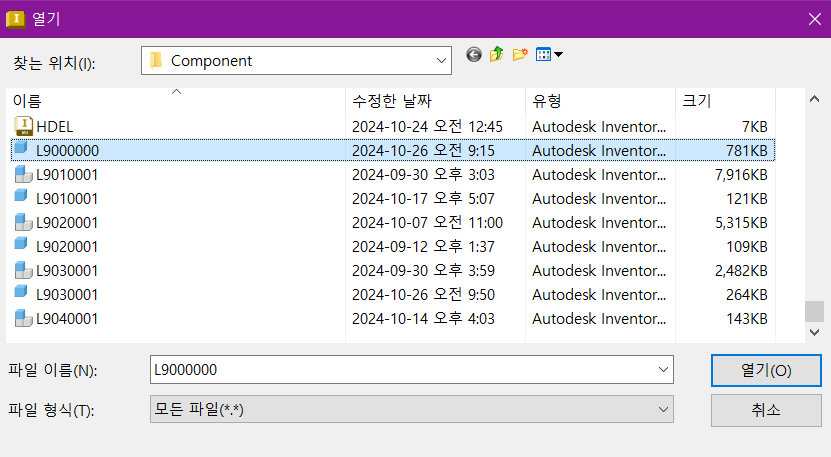 열기
찾는 위치(I): Component
이름 수정한 날짜 유형 크기
HDEL 2024-10-24 오전 12:45 Autodesk Inventor... 7KB
L9000000 2024-10-26 오전 9:15 Autodesk Inventor... 781KB
L9010001 2024-09-30 오후 3:03 Autodesk Inventor... 7,916KB
L9010001 2024-10-17 오후 5:07 Autodesk Inventor... 121KB
L9020001 2024-10-07 오전 11:00 Autodesk Inventor... 5,315KB
L9020001 2024-09-12 오후 1:37 Autodesk Inventor... 109KB
L9030001 2024-09-30 오후 3:59 Autodesk Inventor... 2,482KB
L9030001 2024-10-26 오전 9:50 Autodesk Inventor... 264KB
L9040001 2024-10-14 오후 4:03 Autodesk Inventor... 143KB
파일 이름(N): L9000000 열기(O)
파일 형식(T): 모든 파일(*.*) 취소